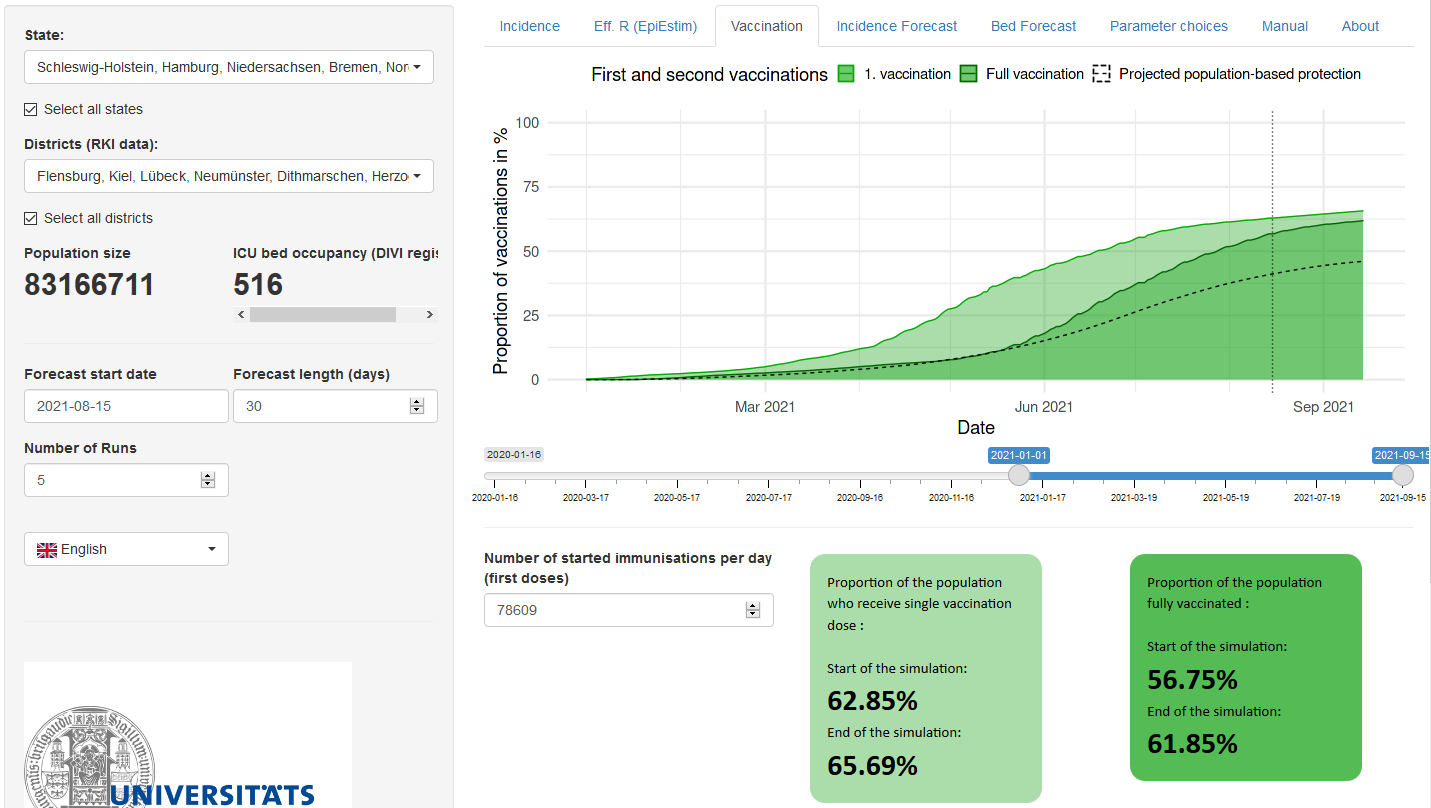 State:
Schleswig-Holstein, Hamburg, Niedersachsen, Bremen, Nor
Select all states
Districts (RKI data):
Flensburg, Kiel, Lübeck, Neumünster, Dithmarschen, Herzo
Select all districts
Population size
83166711
ICU bed occupancy (DIVI regis
516
Forecast start date
2021-08-15
Forecast length (days)
30
Number of Runs
5
English
UNIVERSITÄTS
Incidence
Eff. R (EpiEstim)
Vaccination
Incidence Forecast
Bed Forecast
Parameter choices
Manual
About
First and second vaccinations
1. vaccination
Full vaccination
Projected population-based protection
Proportion of vaccinations in %
100
75
50
25
0
Mar 2021
Jun 2021
Sep 2021
Date
2020-01-16
2021-01-01
2021-09-15
2020-01-16
2020-03-17
2020-05-17
2020-07-17
2020-09-16
2020-11-16
2021-01-17
2021-03-19
2021-05-19
2021-07-19
2021-09-15
Number of started immunisations per day
(first doses)
78609
Proportion of the population
who receive single vaccination
dose :
Start of the simulation:
62.85%
End of the simulation:
65.69%
Proportion of the population
fully vaccinated :
Start of the simulation:
56.75%
End of the simulation:
61.85%